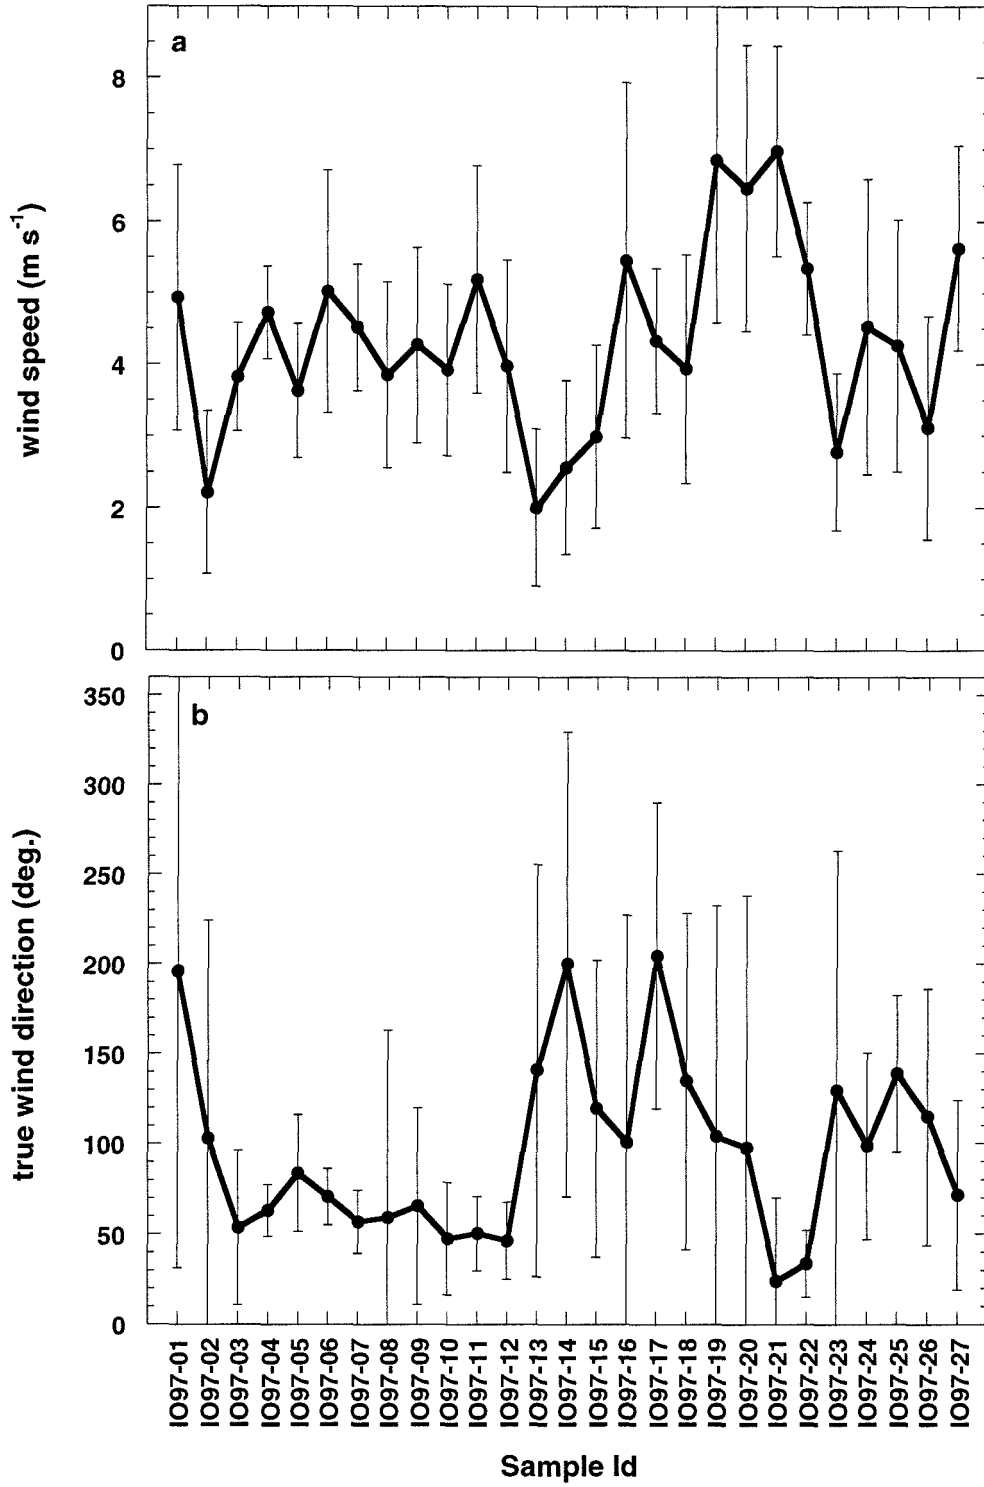 a
8
6
4
2
0
wind speed (m s-1)
b
350
300
250
200
150
100
50
0
true wind direction (deg.)
IO97-01
IO97-02
IO97-03
IO97-04
IO97-05
IO97-06
IO97-07
IO97-08
IO97-09
IO97-10
IO97-11
IO97-12
IO97-13
IO97-14
IO97-15
IO97-16
IO97-17
IO97-18
IO97-19
IO97-20
IO97-21
IO97-22
IO97-23
IO97-24
IO97-25
IO97-26
IO97-27
Sample Id